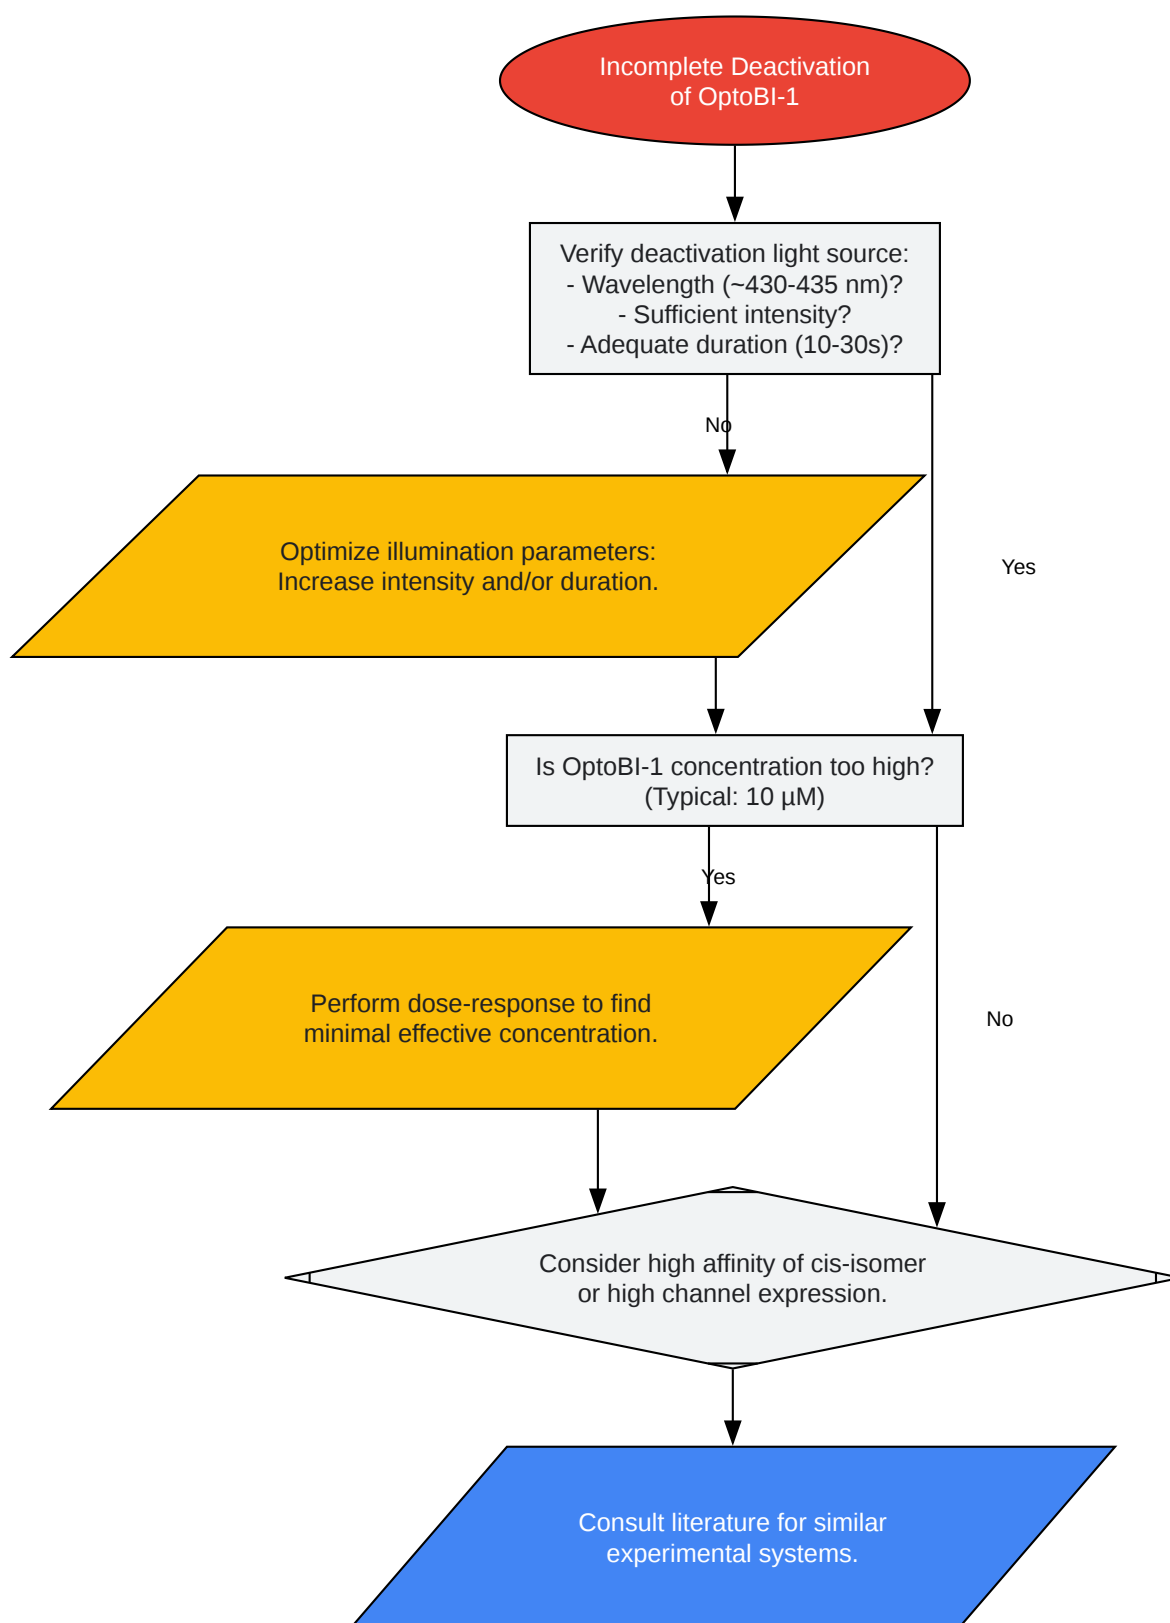 Incomplete Deactivation
of OptoBI-1
Verify deactivation light source:
- Wavelength (~430-435 nm)?
- Sufficient intensity?
- Adequate duration (10-30s)?
No
Yes
Optimize illumination parameters:
Increase intensity and/or duration.
Is OptoBI-1 concentration too high?
(Typical: 10 µM)
Yes
No
Perform dose-response to find
minimal effective concentration.
Consider high affinity of cis-isomer
or high channel expression.
Consult literature for similar
experimental systems.